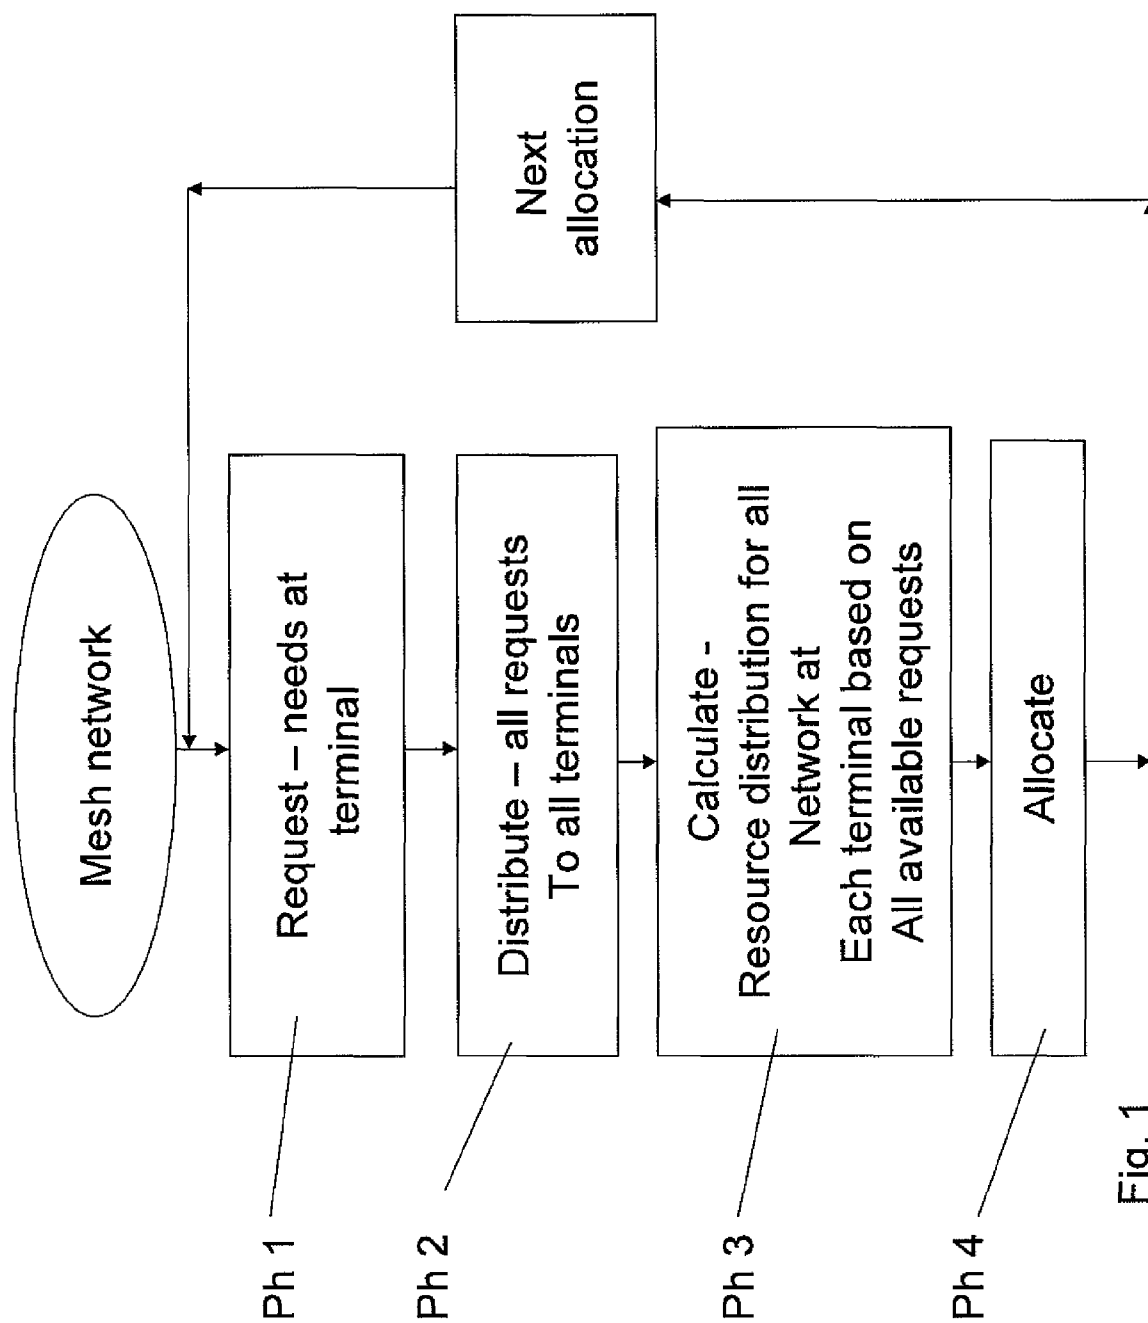 Mesh network
Ph 1
Request – needs at
terminal
Ph 2
Distribute – all requests
To all terminals
Ph 3
Calculate -
Resource distribution for all
Network at
Each terminal based on
All available requests
Ph 4
Allocate
Next
allocation
Fig. 1